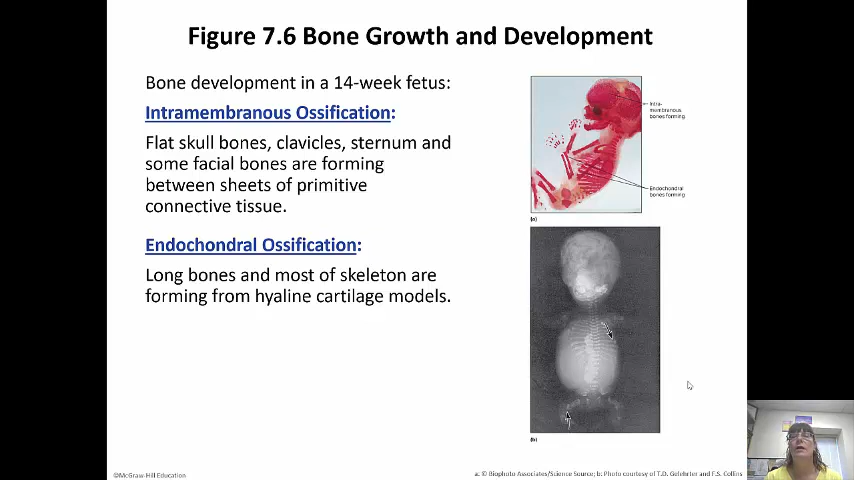 Figure 7.6 Bone Growth and Development
Bone development in a 14-week fetus:
Intramembranous Ossification:
Flat skull bones, clavicles, sternum and
some facial bones are forming
between sheets of primitive
connective tissue.
Endochondral Ossification:
Long bones and most of skeleton are
forming from hyaline cartilage models.
Intra-
membranous
bones forming
Endochondral
bones forming
(a)
(b)
©McGraw-Hill Education
a: © Biophoto Associates/Science Source; b: Photo courtesy of T.D. Gelehrter and F.S. Collins